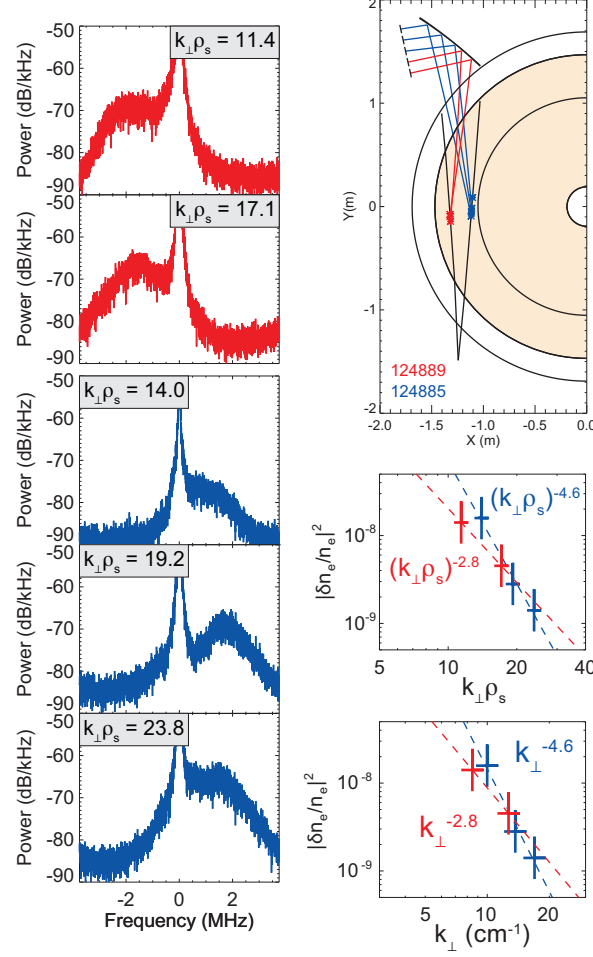 -50
k⊥ρs = 11.4
-60
-70
-80
-90
Power (dB/kHz)
-50
k⊥ρs = 17.1
-60
-70
-80
-90
Power (dB/kHz)
-50
k⊥ρs = 14.0
-60
-70
-80
-90
Power (dB/kHz)
-50
k⊥ρs = 19.2
-60
-70
-80
-90
Power (dB/kHz)
-50
k⊥ρs = 23.8
-60
-70
-80
-90
Power (dB/kHz)
-2 0 2
Frequency (MHz)
2
1
0
-1
-2
Y(m)
124889
124885
-2.0 -1.5 -1.0 -0.5 0.0
X (m)
10⁻⁸
10⁻⁹
|δne/ne|²
(k⊥ρs)⁻⁴·⁶
(k⊥ρs)⁻²·⁸
5 10 20 40
k⊥ρs
10⁻⁸
10⁻⁹
|δne/ne|²
k⊥⁻⁴·⁶
k⊥⁻²·⁸
5 10 20
k⊥ (cm⁻¹)